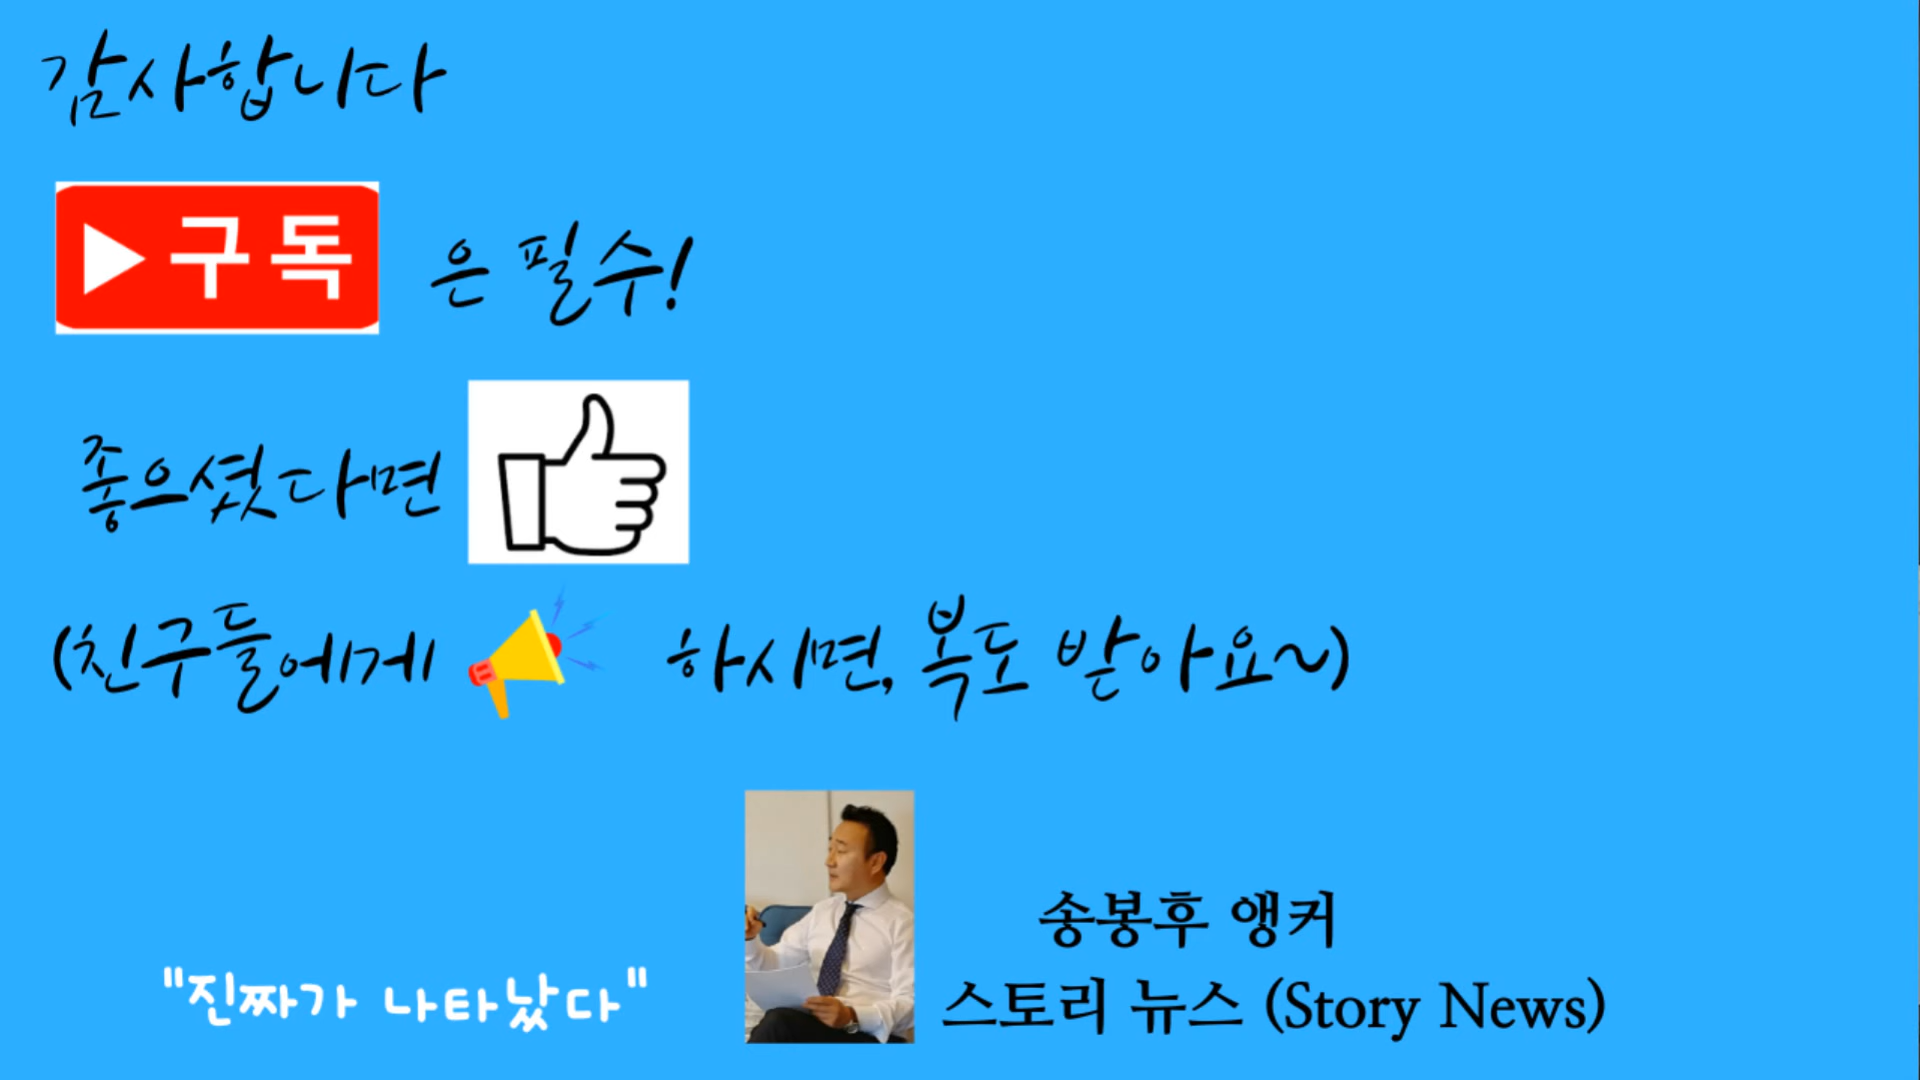 감사합니다
구독 은 필수!
좋으셨다면
(친구들에게 하시면, 복도 받아요~)
송봉후 앵커
"진짜가 나타났다"
스토리 뉴스 (Story News)